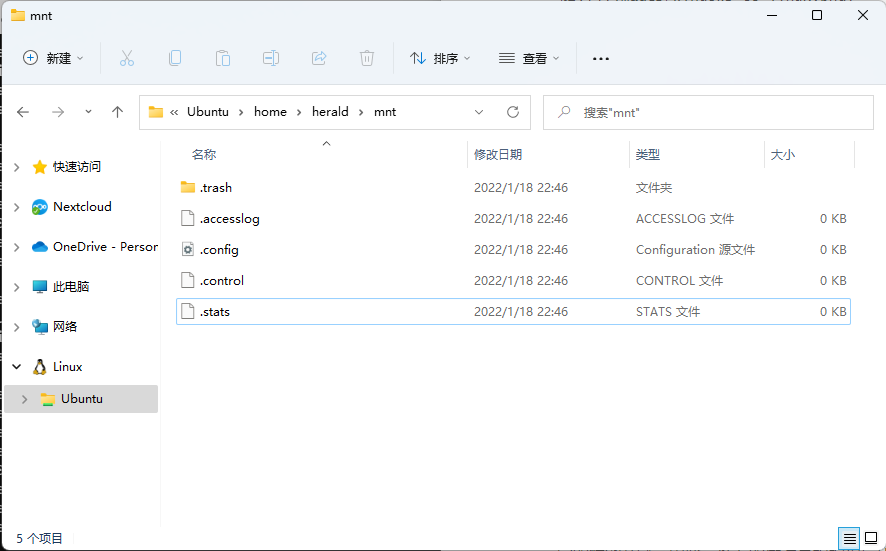 mnt
新建 排序 查看 •••
« Ubuntu › home › herald › mnt 搜索"mnt"
名称 修改日期 类型 大小
快速访问
Nextcloud
OneDrive - Person
此电脑
网络
Linux
Ubuntu
.trash 2022/1/18 22:46 文件夹
.accesslog 2022/1/18 22:46 ACCESSLOG 文件 0 KB
.config 2022/1/18 22:46 Configuration 源文件 0 KB
.control 2022/1/18 22:46 CONTROL 文件 0 KB
.stats 2022/1/18 22:46 STATS 文件 0 KB
5 个项目